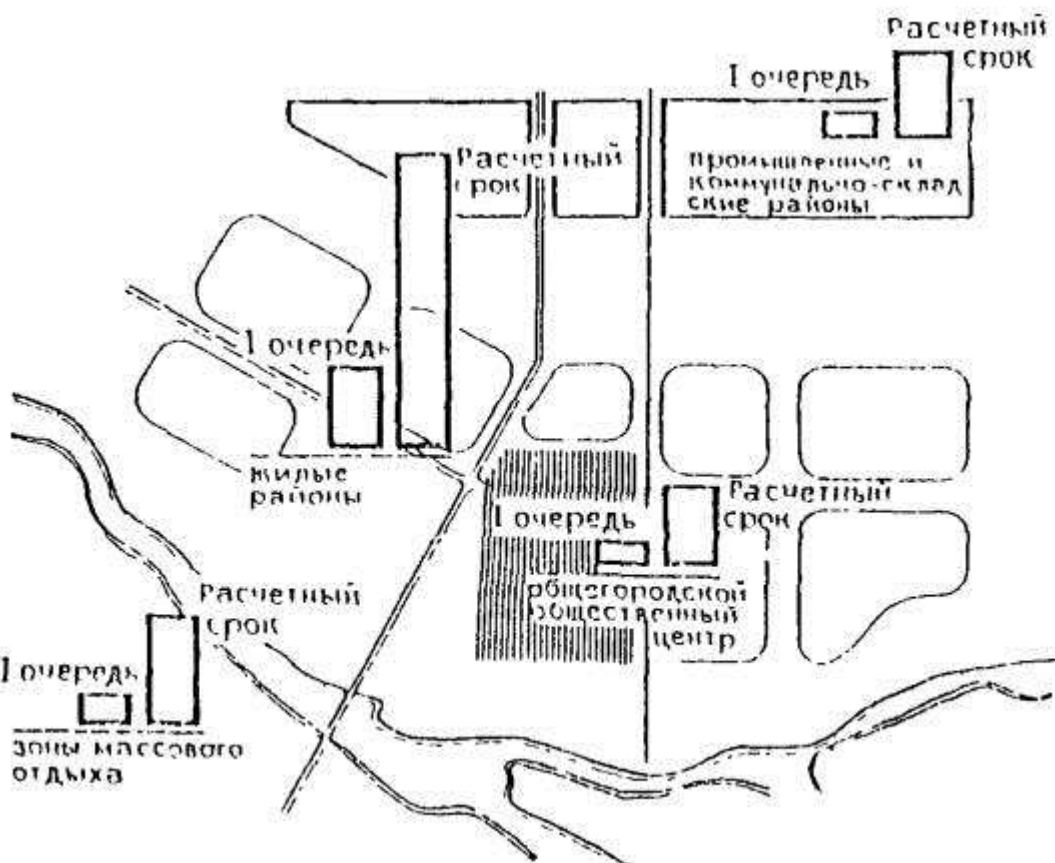 Расчетный
срок
I очередь
промышленные и
коммунально-склад
ские районы
Расчетный
срок
I очередь
жилые
районы
Расчетный
срок
I очередь
общегородской
общественный
центр
Расчетный
срок
I очередь
зоны массового
отдыха